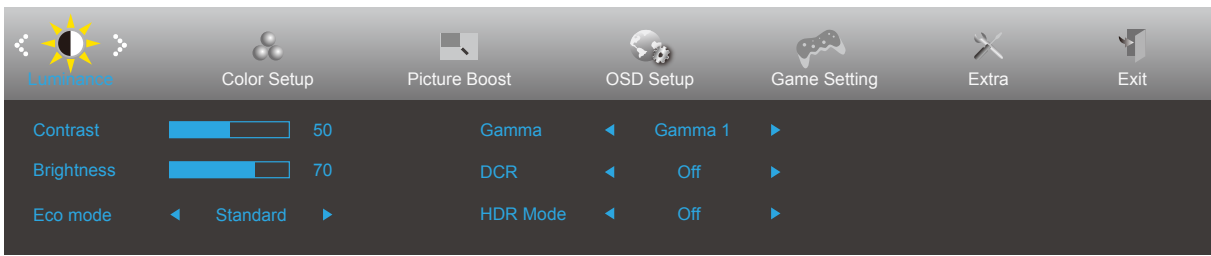 Luminance Color Setup Picture Boost OSD Setup Game Setting Extra Exit
Contrast 50 Gamma Gamma 1
Brightness 70 DCR Off
Eco mode Standard HDR Mode Off